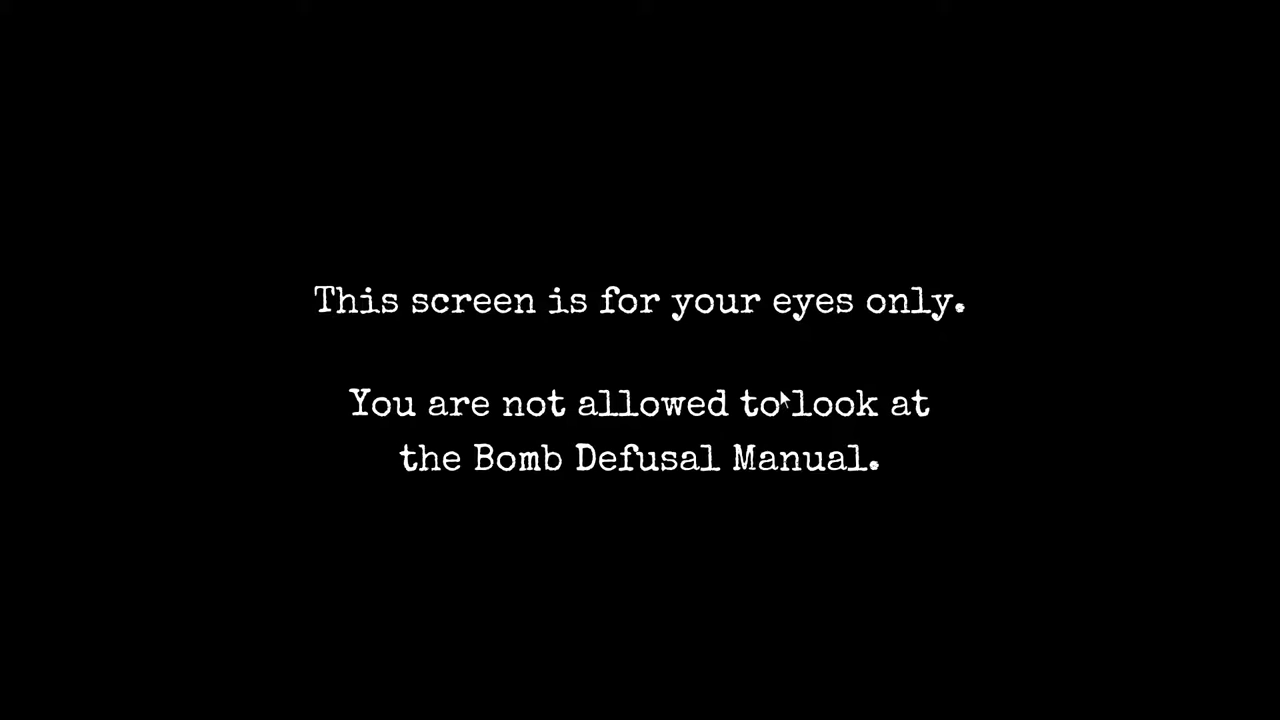 This screen is for your eyes only.
You are not allowed to look at
the Bomb Defusal Manual.